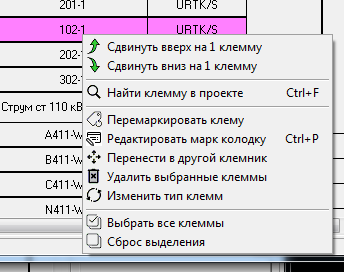 201-1 URTK/S
102-1 URTK/S
202-
302-
Струм ст 110 кВ
A411-W
B411-W
C411-W
N411-W
Сдвинуть вверх на 1 клемму
Сдвинуть вниз на 1 клемму
Найти клемму в проекте Ctrl+F
Перемаркировать клему
Редактировать марк колодку Ctrl+P
Перенести в другой клемник
Удалить выбранные клеммы
Изменить тип клемм
Выбрать все клеммы
Сброс выделения